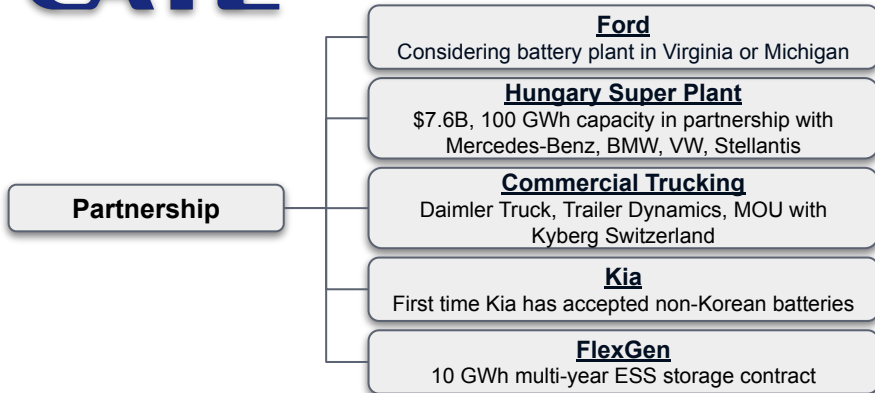 Partnership
Ford
Considering battery plant in Virginia or Michigan
Hungary Super Plant
$7.6B, 100 GWh capacity in partnership with
Mercedes-Benz, BMW, VW, Stellantis
Commercial Trucking
Daimler Truck, Trailer Dynamics, MOU with
Kyberg Switzerland
Kia
First time Kia has accepted non-Korean batteries
FlexGen
10 GWh multi-year ESS storage contract